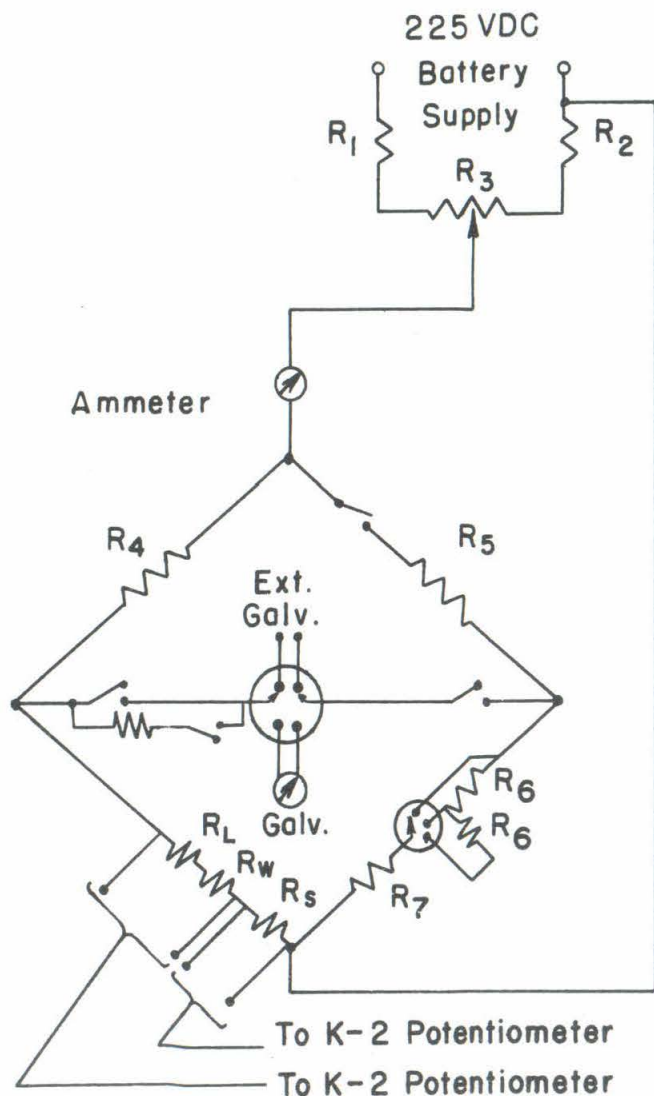 225 VDC
Battery
Supply
R1
R2
R3
Ammeter
R4
R5
Ext.
Galv.
R6
R6
Galv.
RL
RW
RS
R7
To K-2 Potentiometer
To K-2 Potentiometer